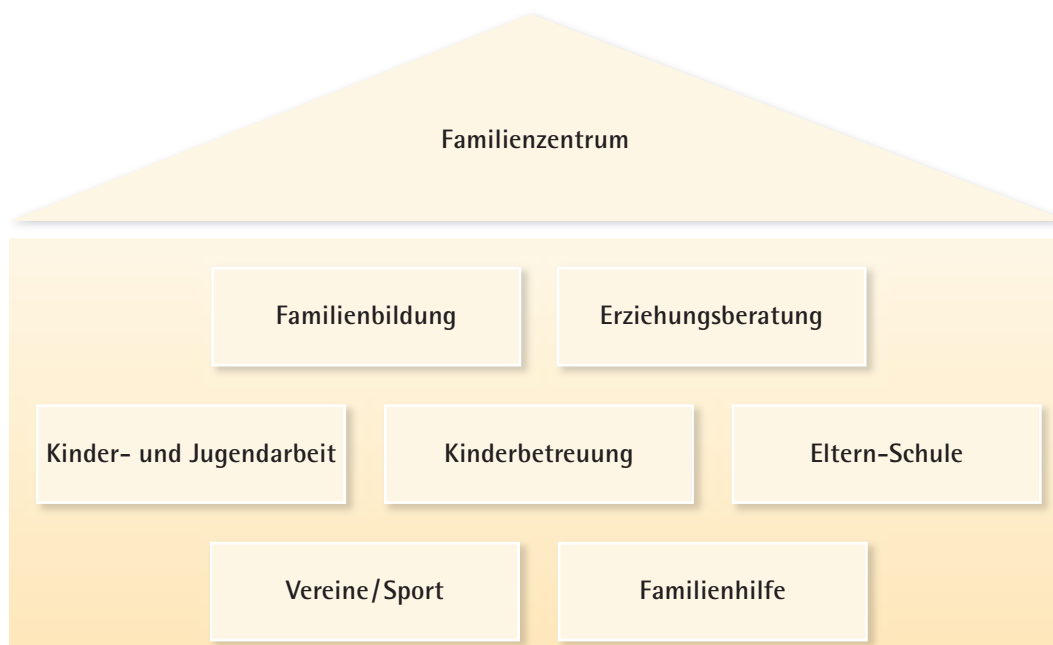 Familienzentrum
Familienbildung
Erziehungsberatung
Kinder- und Jugendarbeit
Kinderbetreuung
Eltern-Schule
Vereine/Sport
Familienhilfe